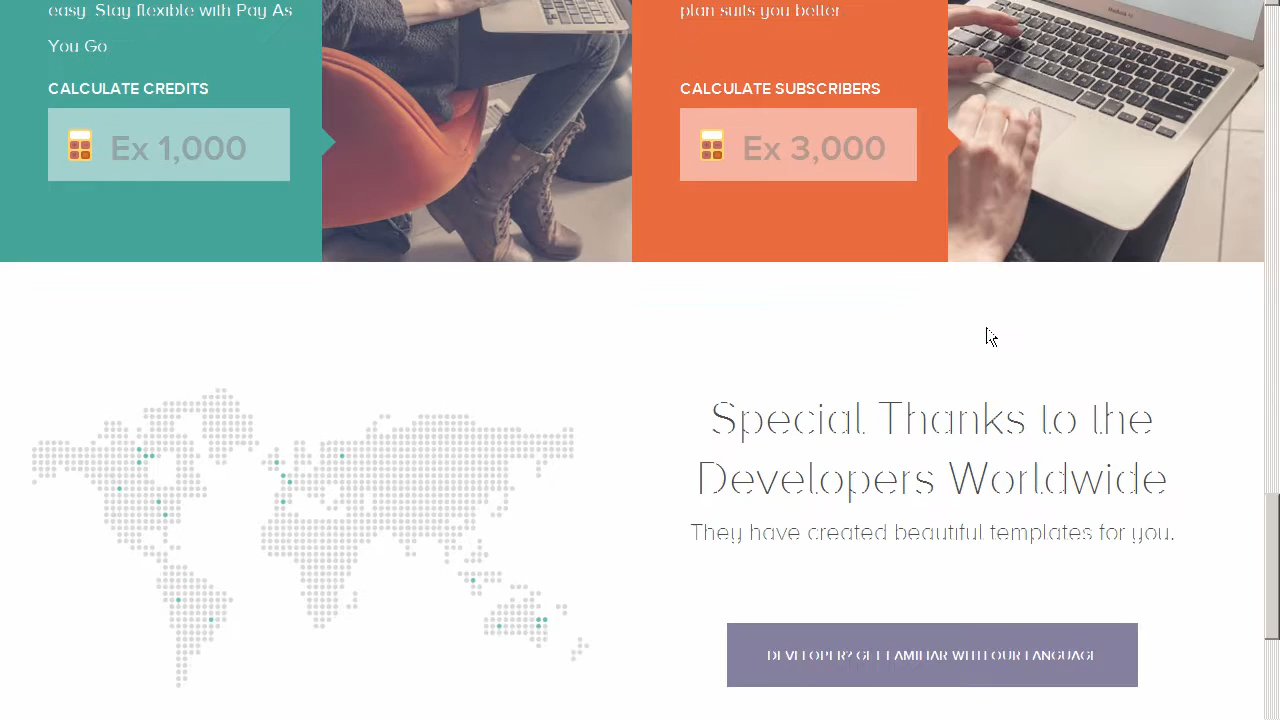 easy. Stay flexible with Pay As
You Go
CALCULATE CREDITS
Ex 1,000
plan suits you better.
CALCULATE SUBSCRIBERS
Ex 3,000
Special Thanks to the
Developers Worldwide
They have created beautiful templates for you.
DEVELOPER? GET FAMILIAR WITH OUR LANGUAGE